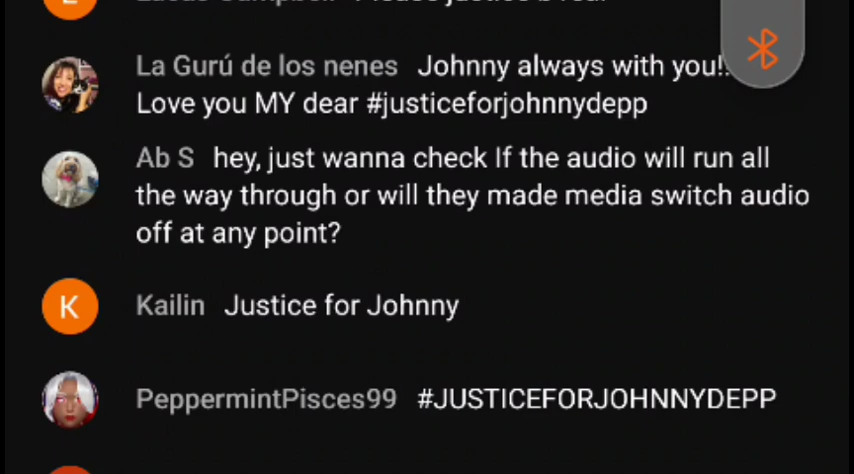 La Gurú de los nenes Johnny always with you!!
Love you MY dear #justiceforjohnnydepp
Ab S hey, just wanna check If the audio will run all
the way through or will they made media switch audio
off at any point?
K
Kailin Justice for Johnny
PeppermintPisces99 #JUSTICEFORJOHNNYDEPP